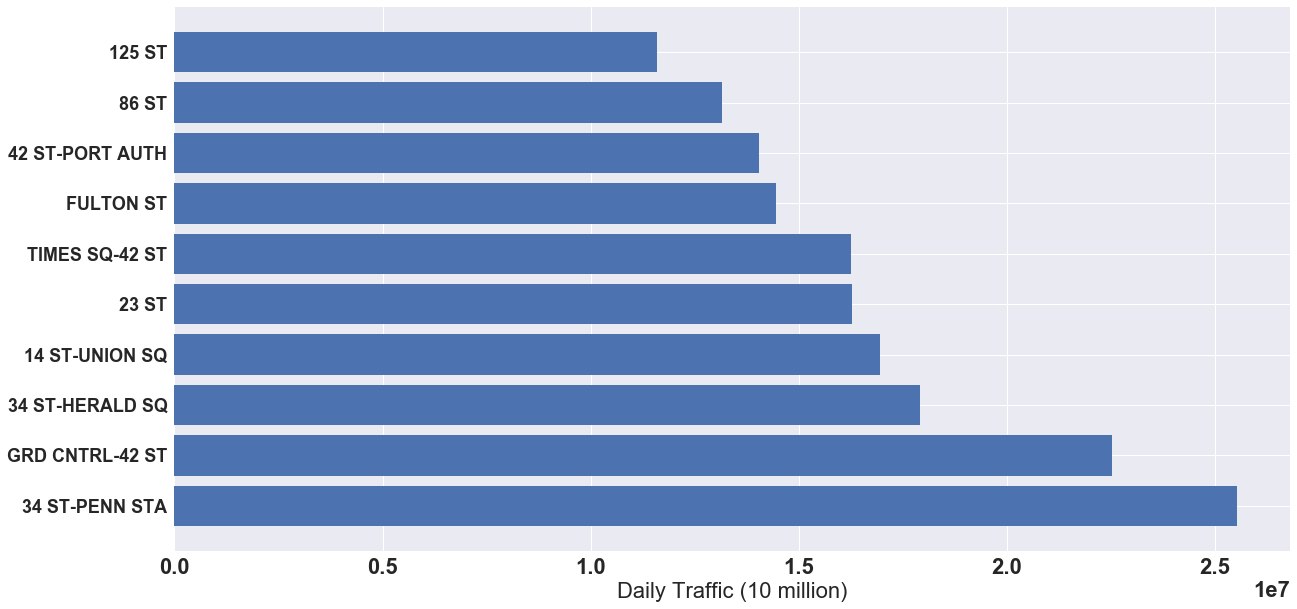 125 ST
86 ST
42 ST-PORT AUTH
FULTON ST
TIMES SQ-42 ST
23 ST
14 ST-UNION SQ
34 ST-HERALD SQ
GRD CNTRL-42 ST
34 ST-PENN STA
0.0 0.5 1.0 1.5 2.0 2.5
Daily Traffic (10 million) 1e7